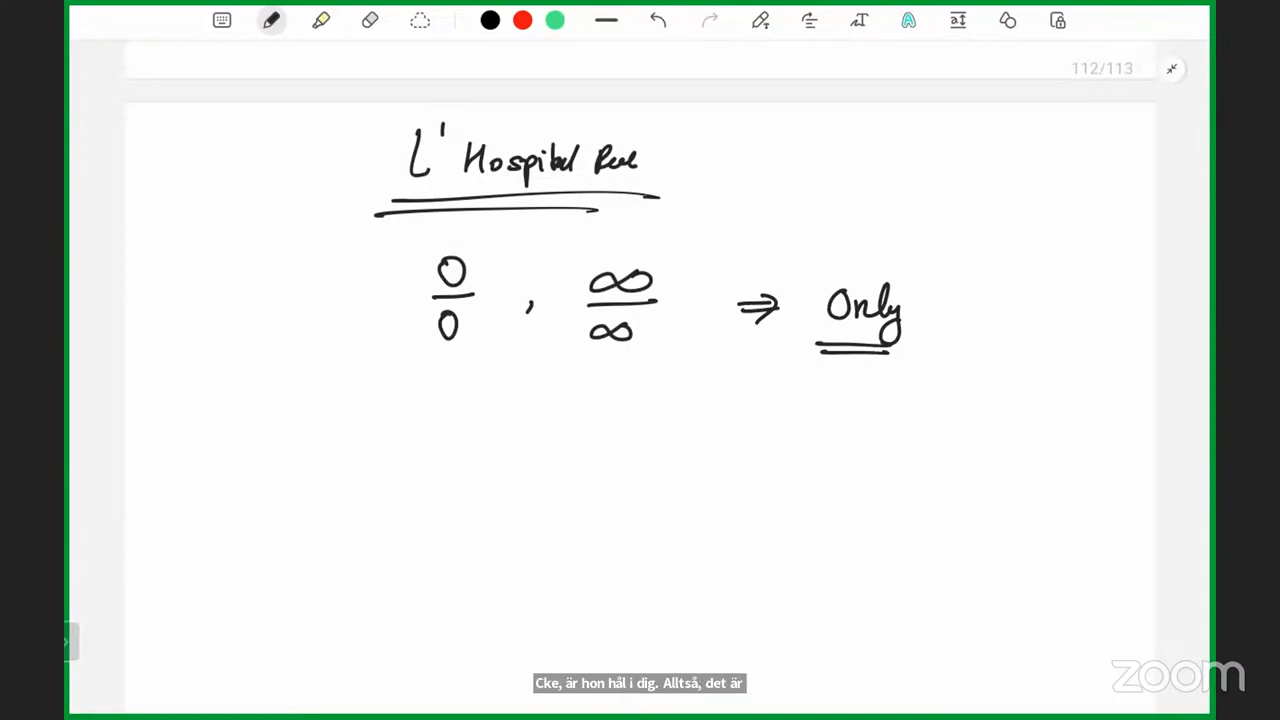 112/113
L' Hospital Rule
0/0 , ∞/∞ ⇒ Only
Cke, är hon hål i dig. Alltså, det är
zoom